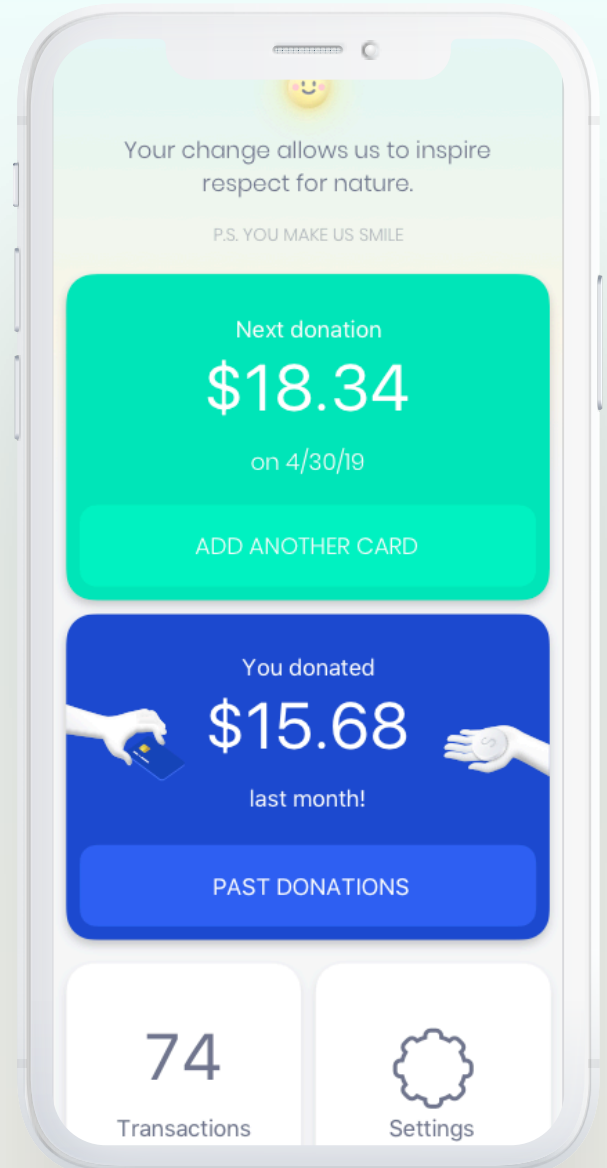 Your change allows us to inspire
respect for nature.
P.S. YOU MAKE US SMILE
Next donation
$18.34
on 4/30/19
ADD ANOTHER CARD
You donated
$15.68
last month!
PAST DONATIONS
74
Transactions
Settings